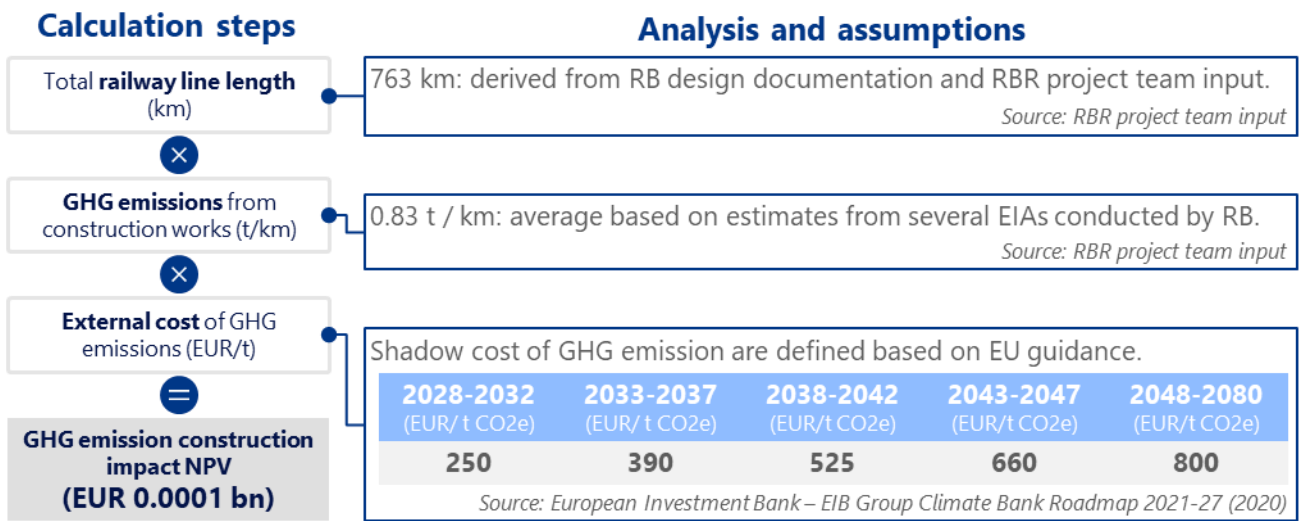 Calculation steps
Analysis and assumptions
Total railway line length
(km)
763 km: derived from RB design documentation and RBR project team input.
Source: RBR project team input
×
GHG emissions from
construction works (t/km)
0.83 t / km: average based on estimates from several EIAs conducted by RB.
Source: RBR project team input
×
External cost of GHG
emissions (EUR/t)
Shadow cost of GHG emission are defined based on EU guidance.
2028-2032 2033-2037 2038-2042 2043-2047 2048-2080
(EUR/ t CO2e) (EUR/ t CO2e) (EUR/t CO2e) (EUR/t CO2e) (EUR/t CO2e)
250 390 525 660 800
Source: European Investment Bank – EIB Group Climate Bank Roadmap 2021-27 (2020)
=
GHG emission construction
impact NPV
(EUR 0.0001 bn)